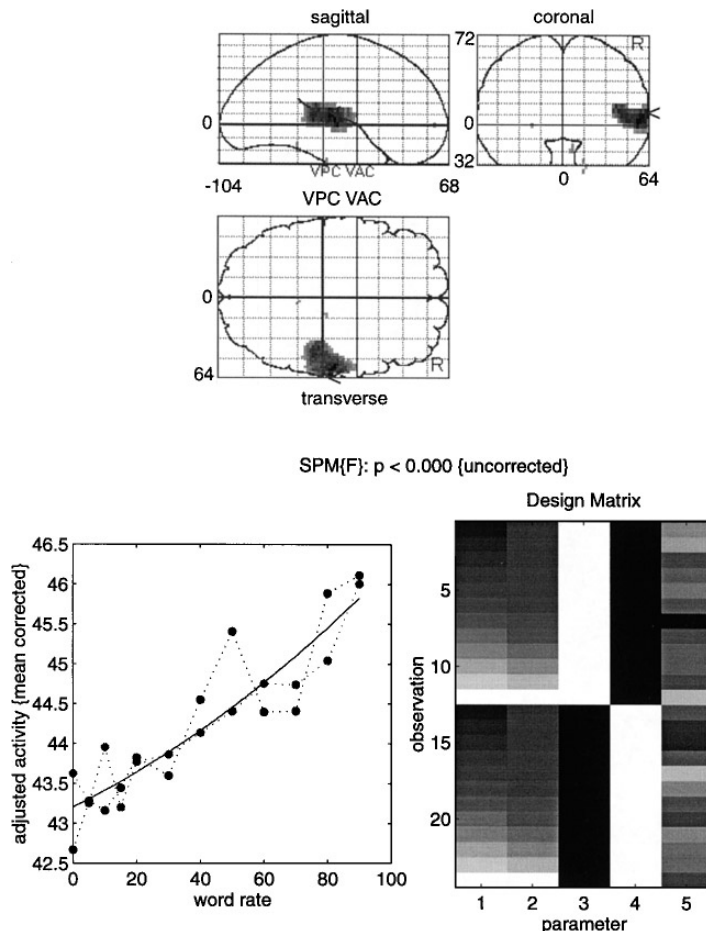 sagittal
coronal
72
R
0
0
32
VPC VAC
-104
68
0
64
VPC VAC
0
64
R
transverse
SPM{F}: p < 0.000 {uncorrected}
Design Matrix
adjusted activity {mean corrected}
46.5
46
45.5
45
44.5
44
43.5
43
42.5
0
20
40
60
80
100
word rate
observation
5
10
15
20
1
2
3
4
5
parameter